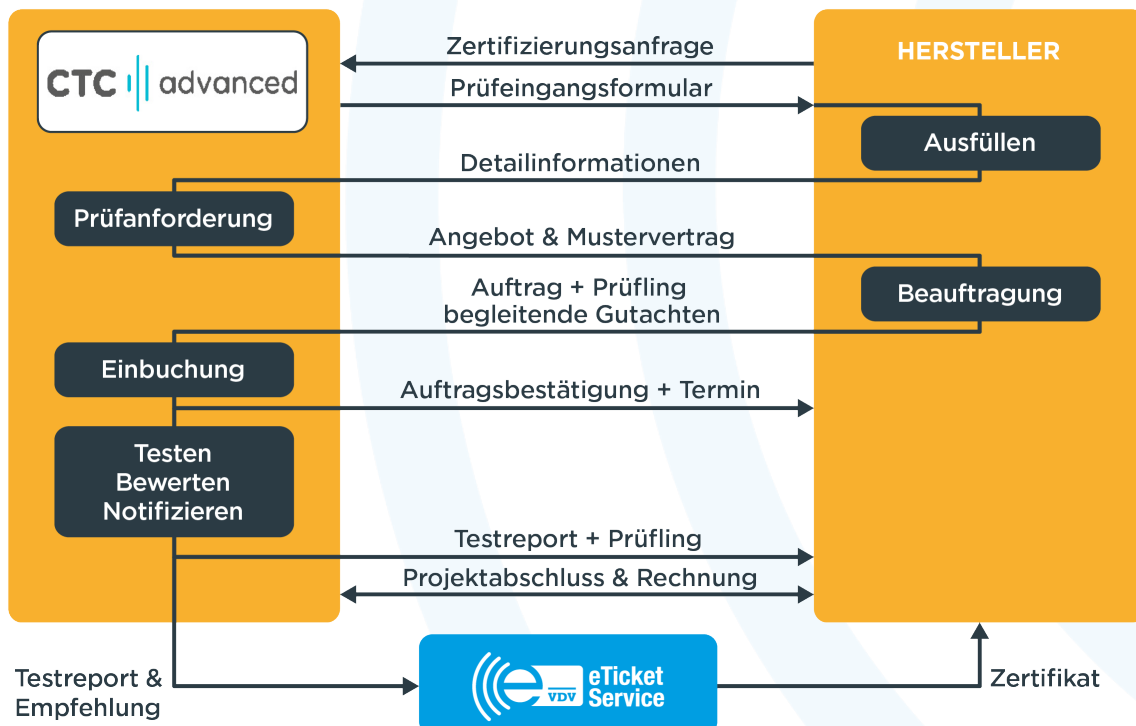 CTC advanced
Zertifizierungsanfrage
HERSTELLER
Prüfeingangsformular
Ausfüllen
Detailinformationen
Prüfanforderung
Angebot & Mustervertrag
Beauftragung
Auftrag + Prüfling
begleitende Gutachten
Einbuchung
Auftragsbestätigung + Termin
Testen
Bewerten
Notifizieren
Testreport + Prüfling
Projektabschluss & Rechnung
Testreport &
Empfehlung
e VDV
eTicket
Service
Zertifikat